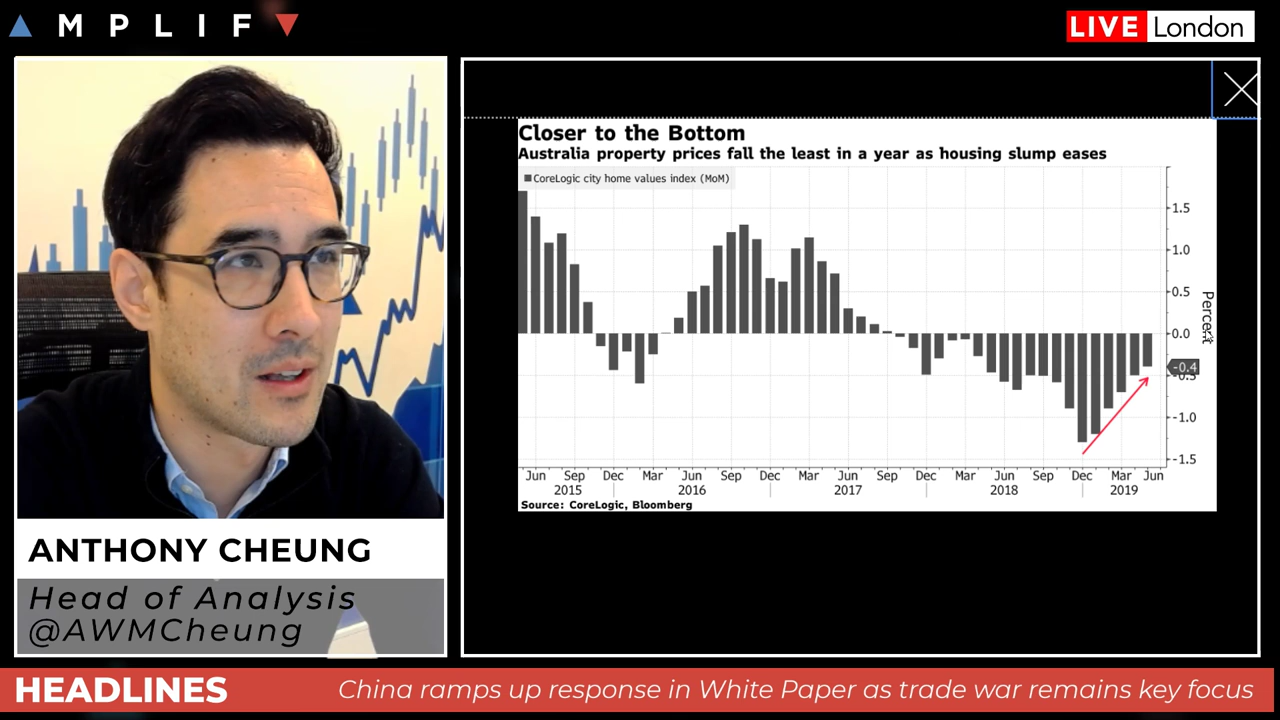 AMPLIFY
LIVE London
Closer to the Bottom
Australia property prices fall the least in a year as housing slump eases
CoreLogic city home values index (MoM)
1.5
1.0
0.5
0.0
-0.4
-0.5
-1.0
-1.5
Percent
Jun Sep Dec Mar Jun Sep Dec Mar Jun Sep Dec Mar Jun Sep Dec Mar Jun
2015 2016 2017 2018 2019
Source: CoreLogic, Bloomberg
ANTHONY CHEUNG
Head of Analysis
@AWMCheung
HEADLINES China ramps up response in White Paper as trade war remains key focus